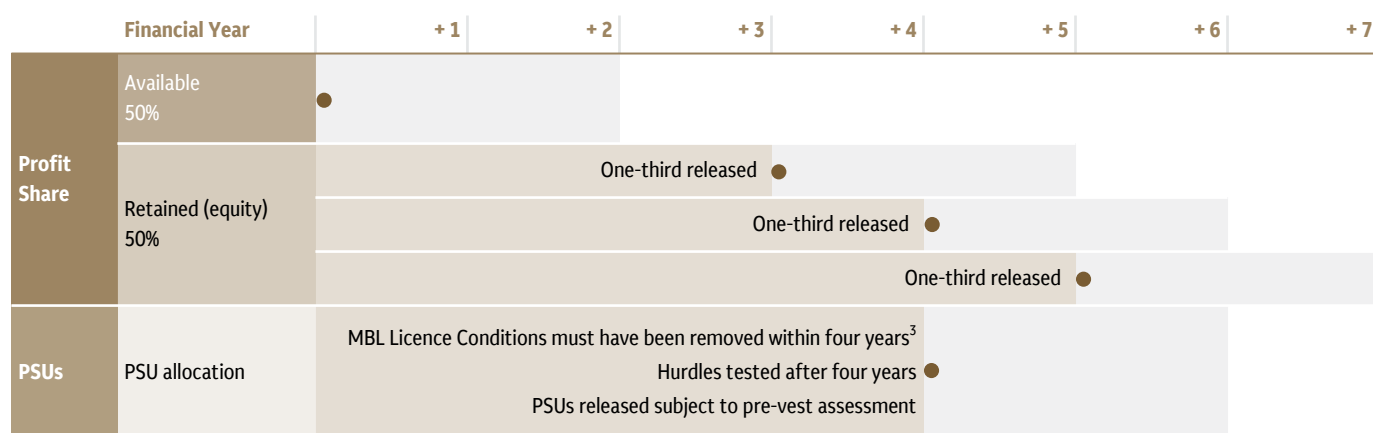 Financial Year +1 +2 +3 +4 +5 +6 +7
Profit
Share
Available
50%
Retained (equity)
50%
One-third released
One-third released
One-third released
PSUs
PSU allocation
MBL Licence Conditions must have been removed within four years³
Hurdles tested after four years
PSUs released subject to pre-vest assessment